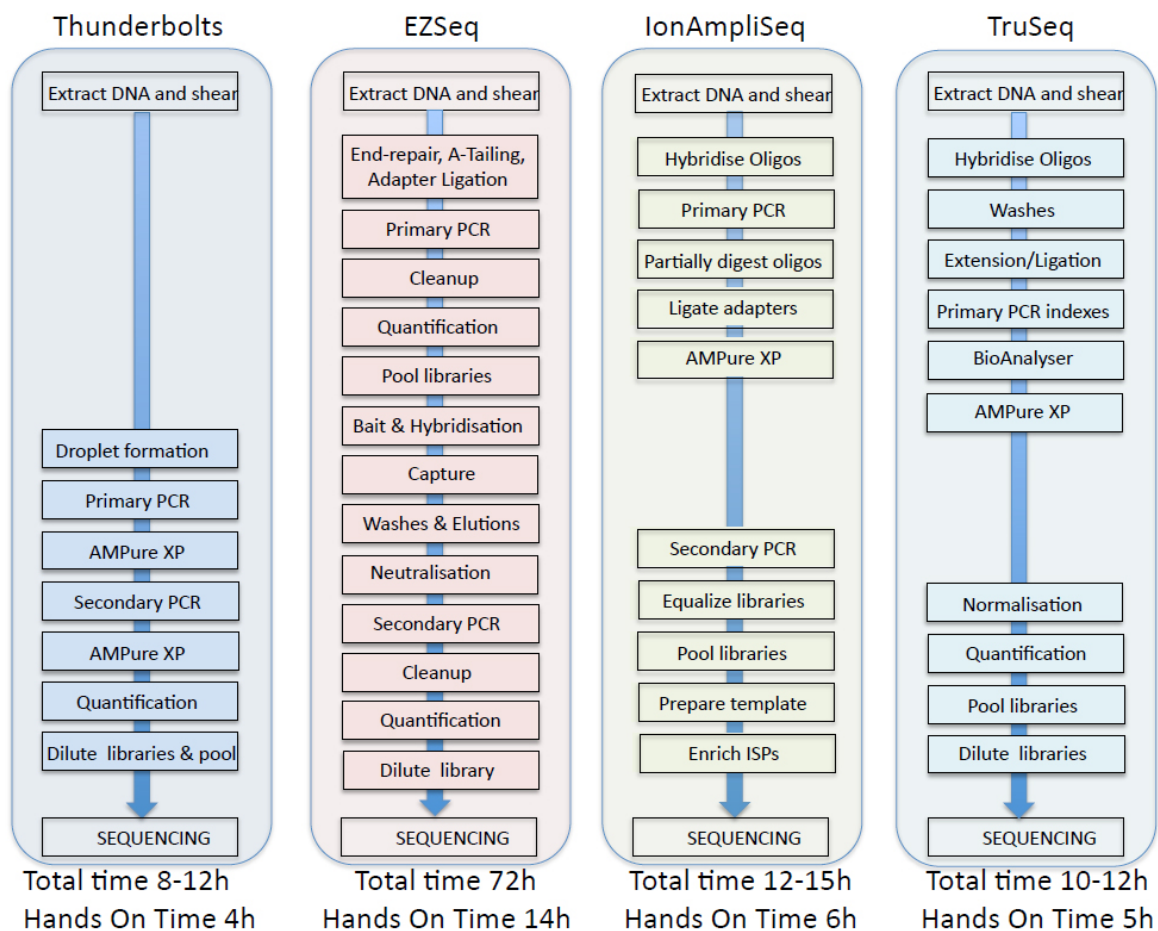 Thunderbolts
Extract DNA and shear
Droplet formation
Primary PCR
AMPure XP
Secondary PCR
AMPure XP
Quantification
Dilute libraries & pool
SEQUENCING
Total time 8-12h
Hands On Time 4h
EZSeq
Extract DNA and shear
End-repair, A-Tailing,
Adapter Ligation
Primary PCR
Cleanup
Quantification
Pool libraries
Bait & Hybridisation
Capture
Washes & Elutions
Neutralisation
Secondary PCR
Cleanup
Quantification
Dilute library
SEQUENCING
Total time 72h
Hands On Time 14h
IonAmpliSeq
Extract DNA and shear
Hybridise Oligos
Primary PCR
Partially digest oligos
Ligate adapters
AMPure XP
Secondary PCR
Equalize libraries
Pool libraries
Prepare template
Enrich ISPs
SEQUENCING
Total time 12-15h
Hands On Time 6h
TruSeq
Extract DNA and shear
Hybridise Oligos
Washes
Extension/Ligation
Primary PCR indexes
BioAnalyser
AMPure XP
Normalisation
Quantification
Pool libraries
Dilute libraries
SEQUENCING
Total time 10-12h
Hands On Time 5h